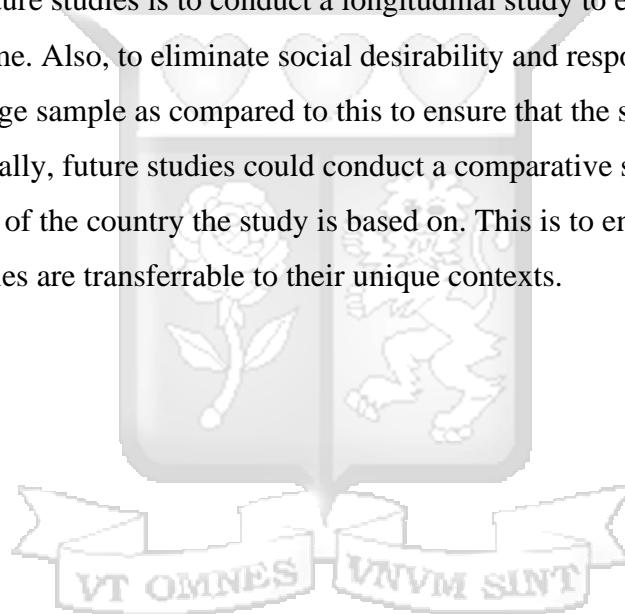 ture studies is to conduct a longitudinal study to e
ne. Also, to eliminate social desirability and respo
ge sample as compared to this to ensure that the s
ally, future studies could conduct a comparative s
of the country the study is based on. This is to en
ies are transferrable to their unique contexts.
VT OMNES VNVM SINT